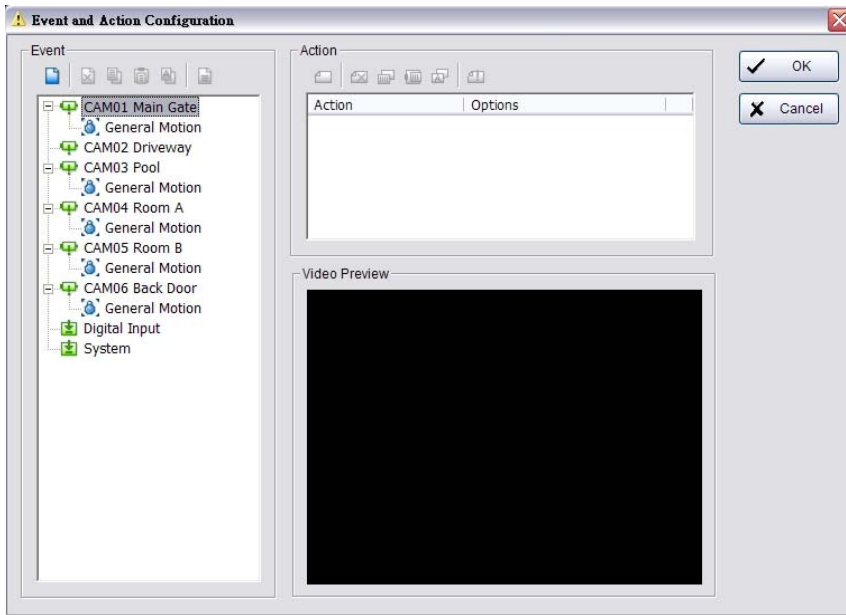 Event and Action Configuration
Event
CAM01 Main Gate
General Motion
CAM02 Driveway
CAM03 Pool
General Motion
CAM04 Room A
General Motion
CAM05 Room B
General Motion
CAM06 Back Door
General Motion
Digital Input
System
Action
Action Options
Video Preview
OK
Cancel